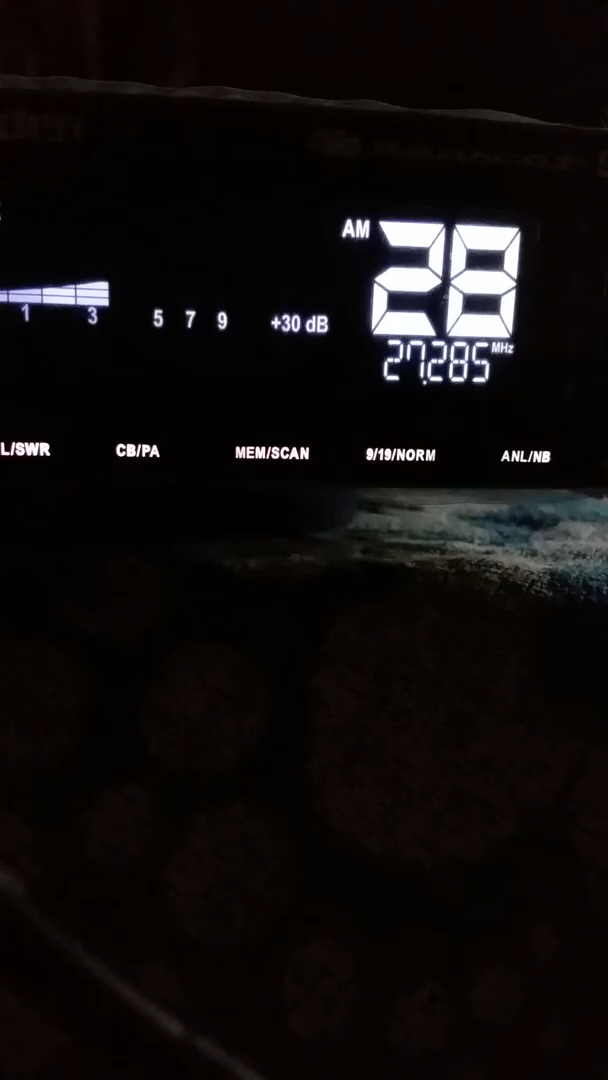 AM 28
1 3 5 7 9 +30 dB
27.285 MHz
L/SWR CB/PA MEM/SCAN 9/19/NORM ANL/NB